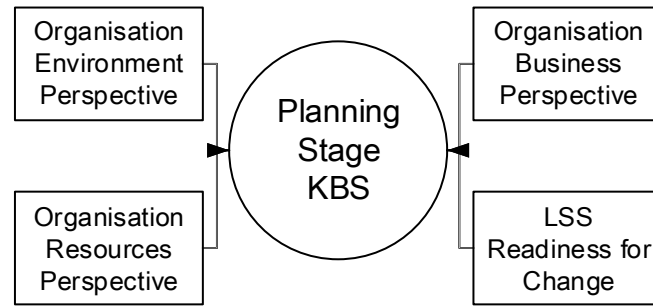 Organisation
Environment
Perspective
Organisation
Resources
Perspective
Planning
Stage
KBS
Organisation
Business
Perspective
LSS
Readiness for
Change